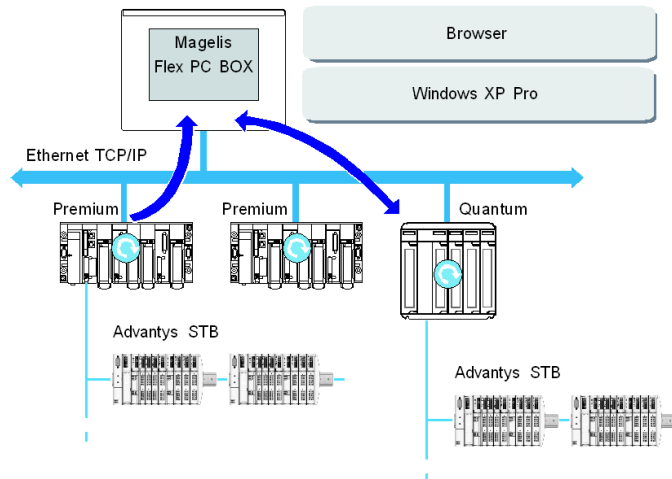 Magelis
Flex PC BOX
Browser
Windows XP Pro
Ethernet TCP/IP
Premium
Premium
Quantum
Advantys STB
Advantys STB